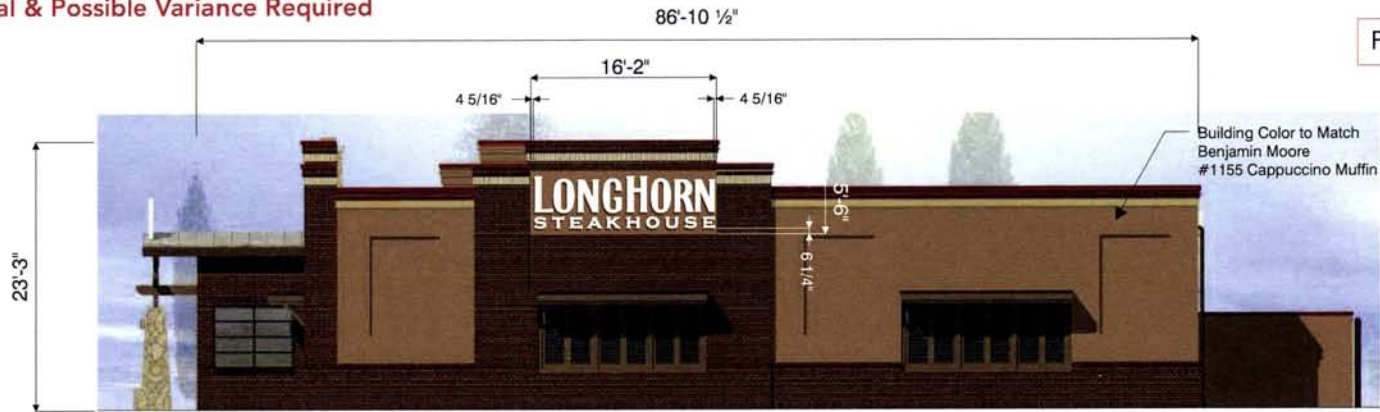 al & Possible Variance Required
86'-10 ½"
F
16'-2"
4 5/16"
4 5/16"
Building Color to Match
Benjamin Moore
#1155 Cappuccino Muffin
LONGHORN
STEAKHOUSE
5'-6"
6 1/4"
23'-3"